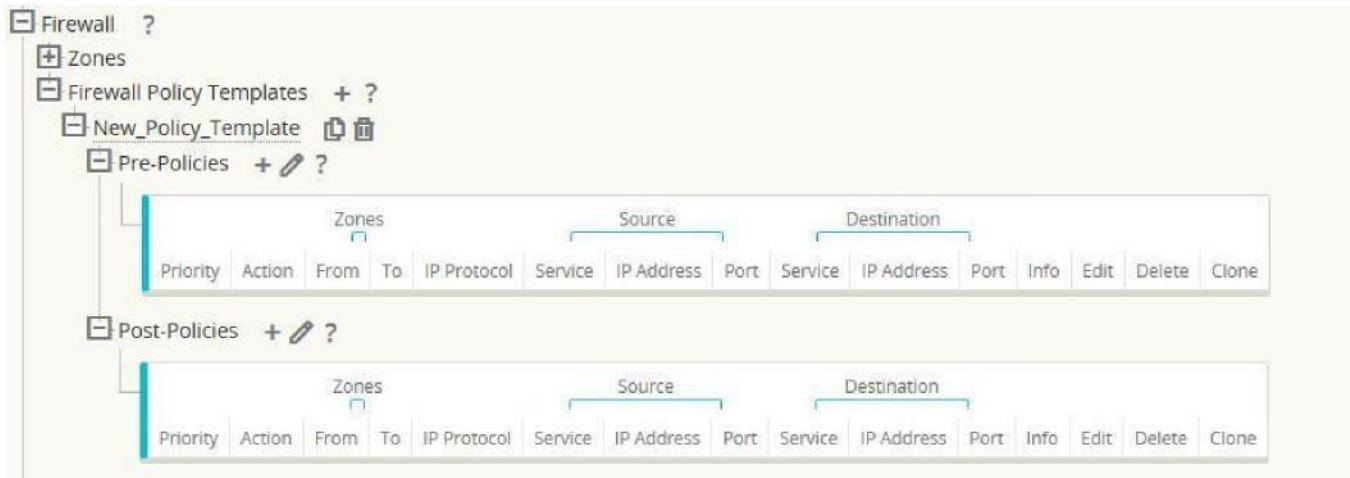 Firewall ?
Zones
Firewall Policy Templates + ?
New_Policy_Template
Pre-Policies + ?
Zones Source Destination
Priority Action From To IP Protocol Service IP Address Port Service IP Address Port Info Edit Delete Clone
Post-Policies + ?
Zones Source Destination
Priority Action From To IP Protocol Service IP Address Port Service IP Address Port Info Edit Delete Clone